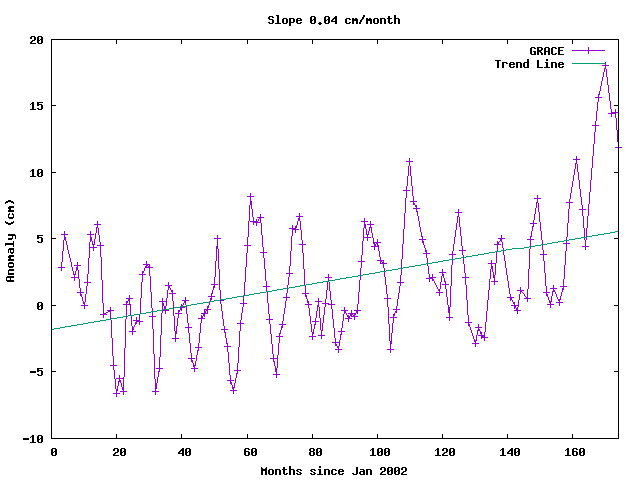 Slope 0.04 cm/month
GRACE
Trend Line
20
15
10
5
0
-5
-10
Anomaly (cm)
0 20 40 60 80 100 120 140 160
Months since Jan 2002